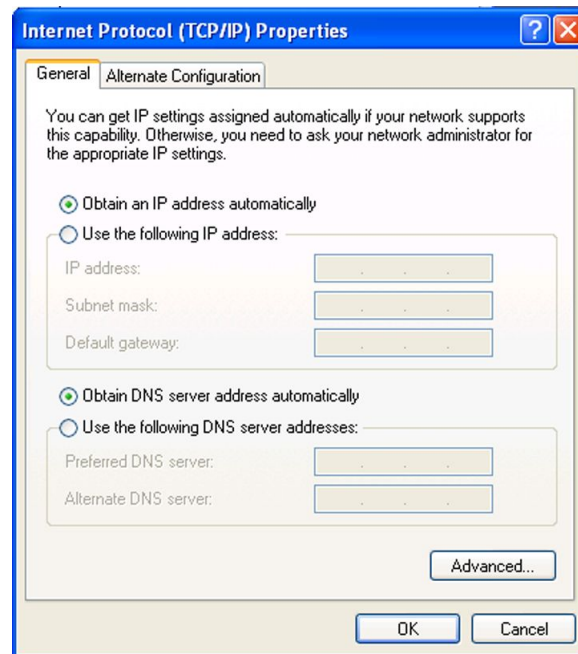 Internet Protocol (TCP/IP) Properties
General
Alternate Configuration
You can get IP settings assigned automatically if your network supports
this capability. Otherwise, you need to ask your network administrator for
the appropriate IP settings.
Obtain an IP address automatically
Use the following IP address:
IP address:
Subnet mask:
Default gateway:
Obtain DNS server address automatically
Use the following DNS server addresses:
Preferred DNS server:
Alternate DNS server:
Advanced...
OK
Cancel